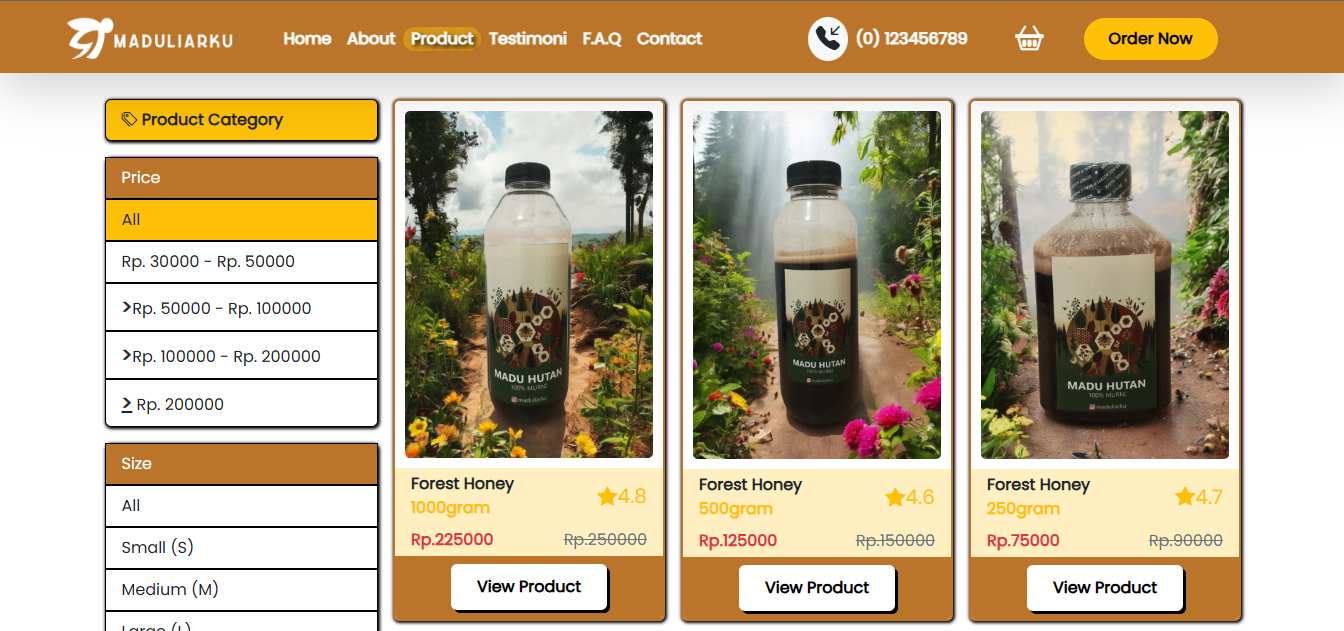 MADULIARKU
Home About Product Testimoni F.A.Q Contact
(0) 123456789
Order Now
Product Category
Price
All
Rp. 30000 - Rp. 50000
>Rp. 50000 - Rp. 100000
>Rp. 100000 - Rp. 200000
≥ Rp. 200000
Size
All
Small (S)
Medium (M)
Large (L)
MADU HUTAN
100% MURNI
maduliarku
Forest Honey
1000gram
4.8
Rp.225000 Rp.250000
View Product
MADU HUTAN
100% MURNI
Forest Honey
500gram
4.6
Rp.125000 Rp.150000
View Product
MADU HUTAN
100% MURNI
maduliarku
Forest Honey
250gram
4.7
Rp.75000 Rp.90000
View Product